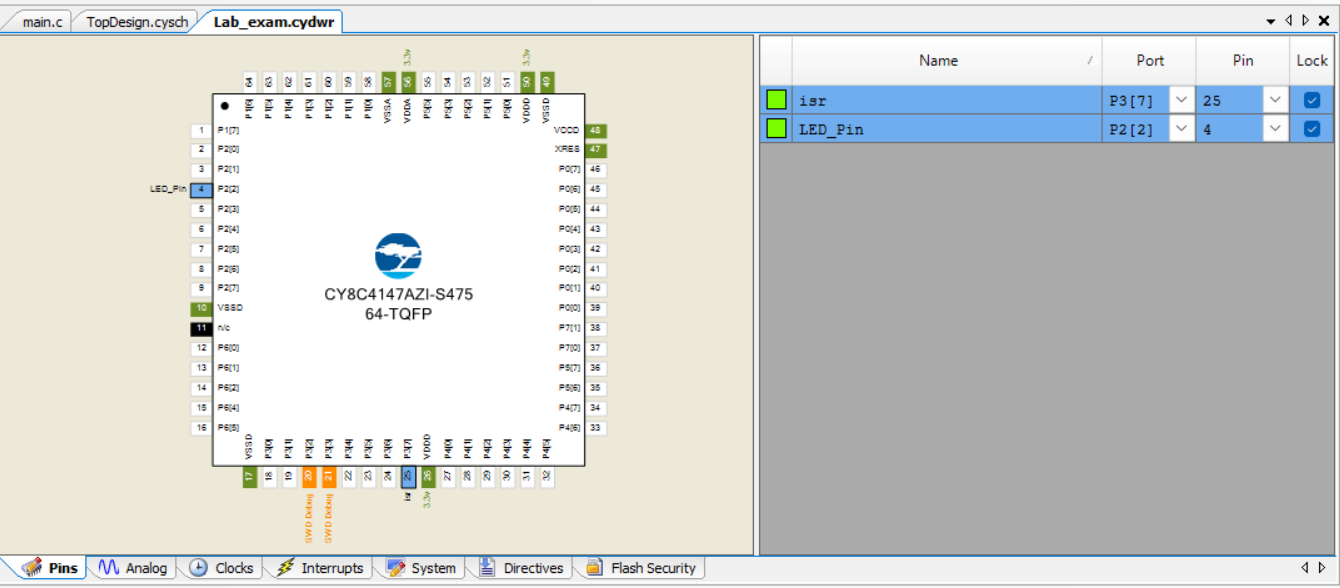 main.c TopDesign.cysch Lab_exam.cydwr
Name / Port Pin Lock
isr P3[7] 25
LED_Pin P2[2] 4
3.3v 3.3v
64 63 62 61 60 59 58 57 56 55 54 53 52 51 50 49
P1[6] P1[5] P1[4] P1[3] P1[2] P1[1] P1[0] VSSA VDDA P5[5] P5[3] P5[2] P5[1] P5[0] VDDD VSSD
1 P1[7] VCCD 48
2 P2[0] XRES 47
3 P2[1] P0[7] 46
LED_Pin 4 P2[2] P0[6] 45
5 P2[3] P0[5] 44
6 P2[4] P0[4] 43
7 P2[5] P0[3] 42
8 P2[6] P0[2] 41
9 P2[7] P0[1] 40
10 VSSD P0[0] 39
11 n/c P7[1] 38
12 P6[0] P7[0] 37
13 P6[1] P5[7] 36
14 P6[2] P5[6] 35
15 P6[4] P4[7] 34
16 P6[5] P4[6] 33
CY8C4147AZI-S475
64-TQFP
VSSD P3[0] P3[1] P3[2] P3[3] P3[4] P3[5] P3[6] P3[7] VDDD P4[0] P4[1] P4[2] P4[3] P4[4] P4[5]
17 18 19 20 21 22 23 24 25 26 27 28 29 30 31 32
SWD Debug SWD Debug isr 3.3v
Pins Analog Clocks Interrupts System Directives Flash Security